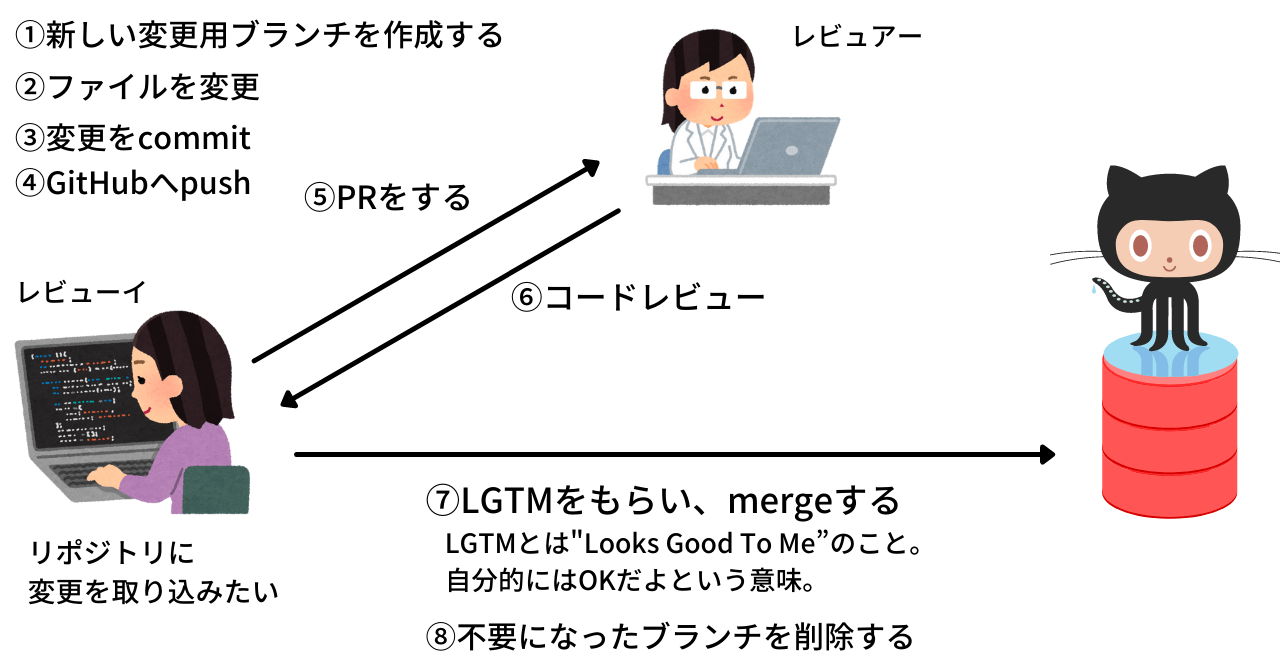 ①新しい変更用ブランチを作成する
②ファイルを変更
③変更をcommit
④GitHubへpush
レビュアー
⑤PRをする
⑥コードレビュー
レビューイ
リポジトリに
変更を取り込みたい
⑦LGTMをもらい、mergeする
LGTMとは"Looks Good To Me”のこと。
自分的にはOKだよという意味。
⑧不要になったブランチを削除する